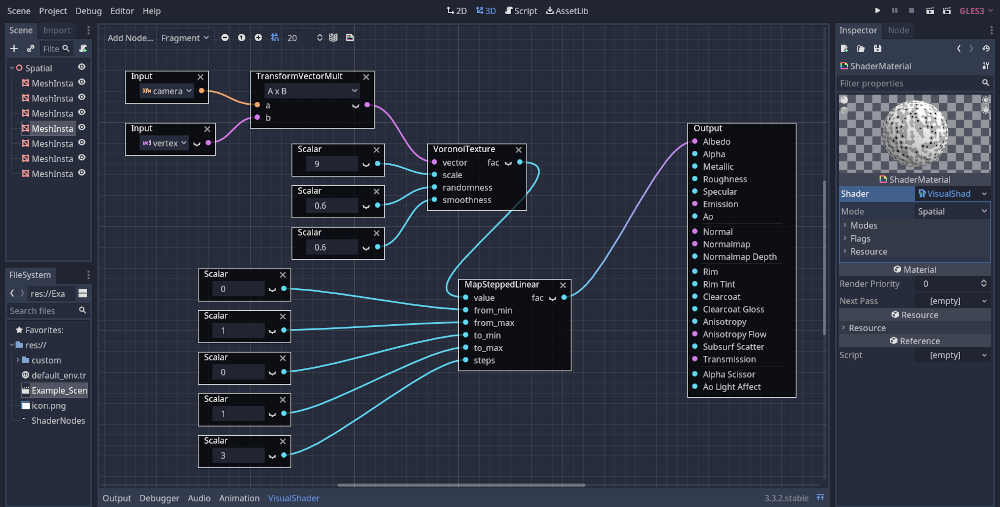 Scene Project Debug Editor Help
2D 3D Script AssetLib
GLES3
Scene Import
Filte
Spatial
MeshInsta
MeshInsta
MeshInsta
MeshInsta
MeshInsta
MeshInsta
MeshInsta
FileSystem
res://Exa
Search files
Favorites:
res://
custom
default_env.tr
Example_Scen
icon.png
ShaderNodes
Add Node... Fragment 20
Input
camera
Input
vertex
TransformVectorMult
A x B
a
b
Scalar
9
Scalar
0.6
Scalar
0.6
VoronoiTexture
vector fac
scale
randomness
smoothness
Scalar
0
Scalar
1
Scalar
0
Scalar
1
Scalar
3
MapSteppedLinear
value fac
from_min
from_max
to_min
to_max
steps
Output
Albedo
Alpha
Metallic
Roughness
Specular
Emission
Ao
Normal
Normalmap
Normalmap Depth
Rim
Rim Tint
Clearcoat
Clearcoat Gloss
Anisotropy
Anisotropy Flow
Subsurf Scatter
Transmission
Alpha Scissor
Ao Light Affect
Output Debugger Audio Animation VisualShader
3.3.2.stable
Inspector Node
ShaderMaterial
Filter properties
ShaderMaterial
Shader VisualShad
Mode Spatial
Modes
Flags
Resource
Material
Render Priority 0
Next Pass [empty]
Resource
Resource
Reference
Script [empty]